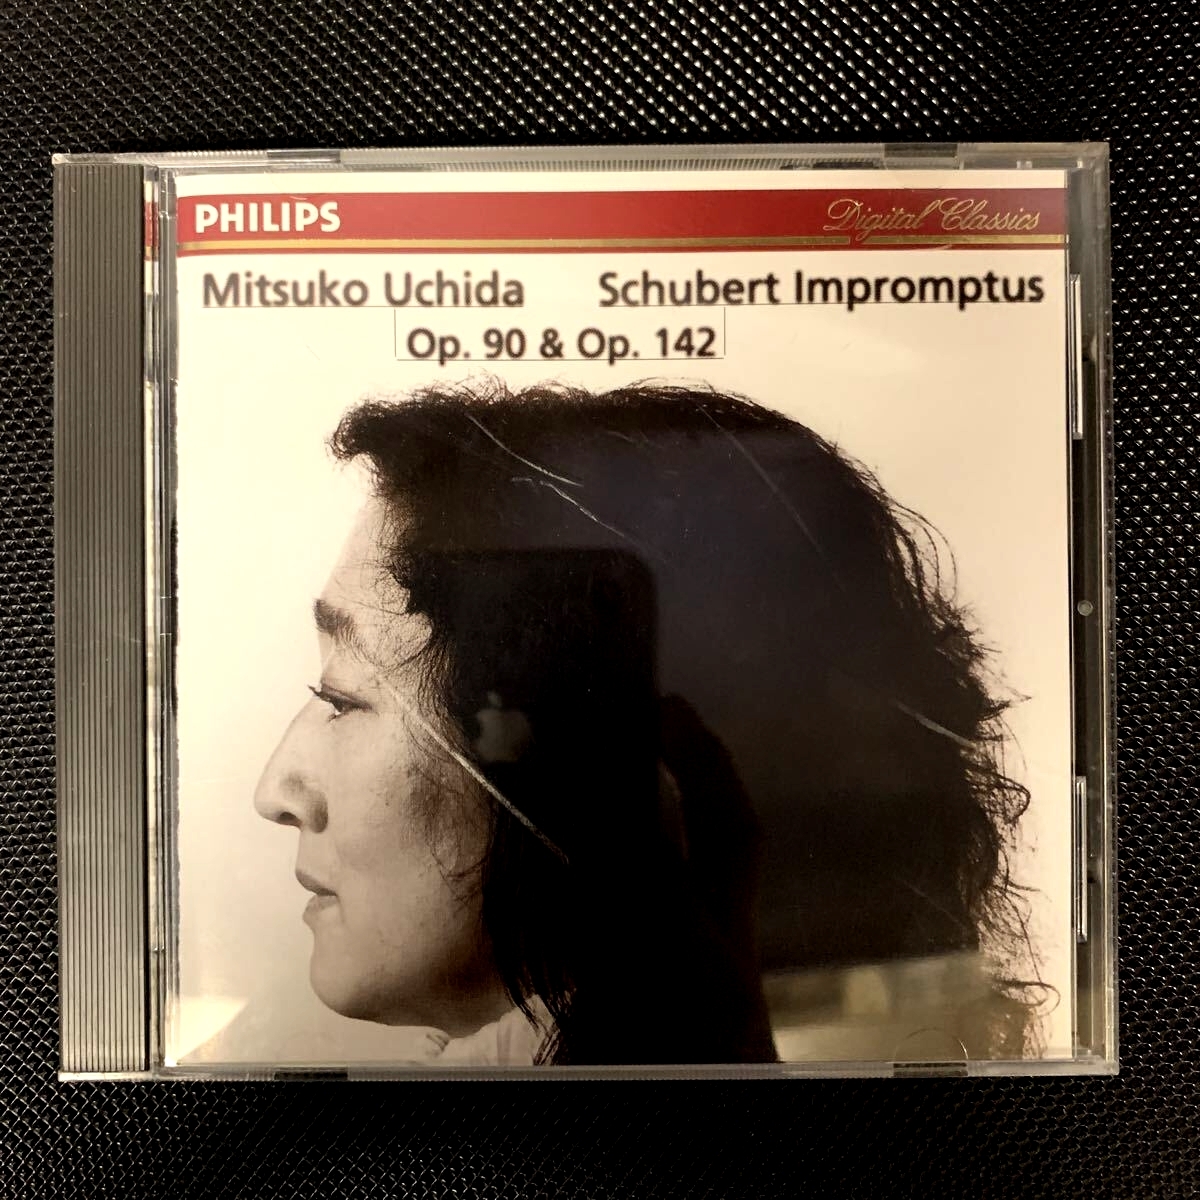 PHILIPS Digital Classics
Mitsuko Uchida Schubert Impromptus
Op. 90 & Op. 142